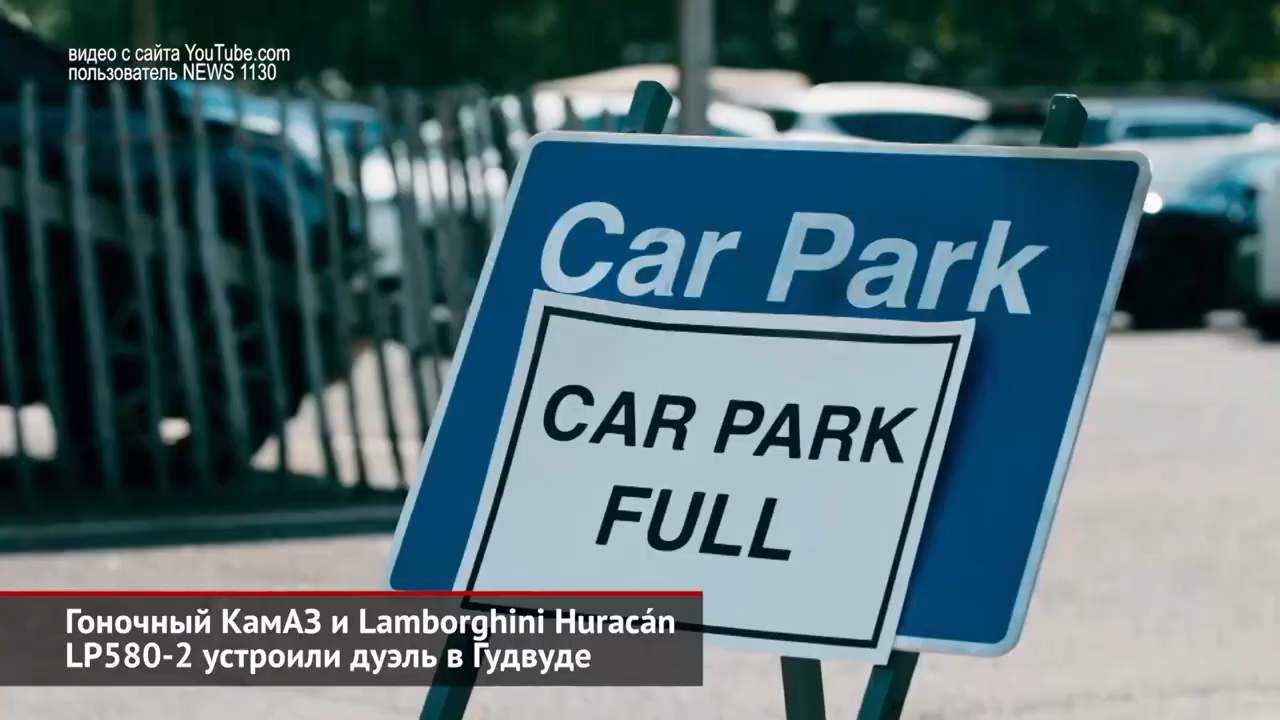 видео с сайта YouTube.com
пользователь NEWS 1130
Car Park
CAR PARK
FULL
Гоночный КамАЗ и Lamborghini Huracán
LP580-2 устроили дуэль в Гудвуде